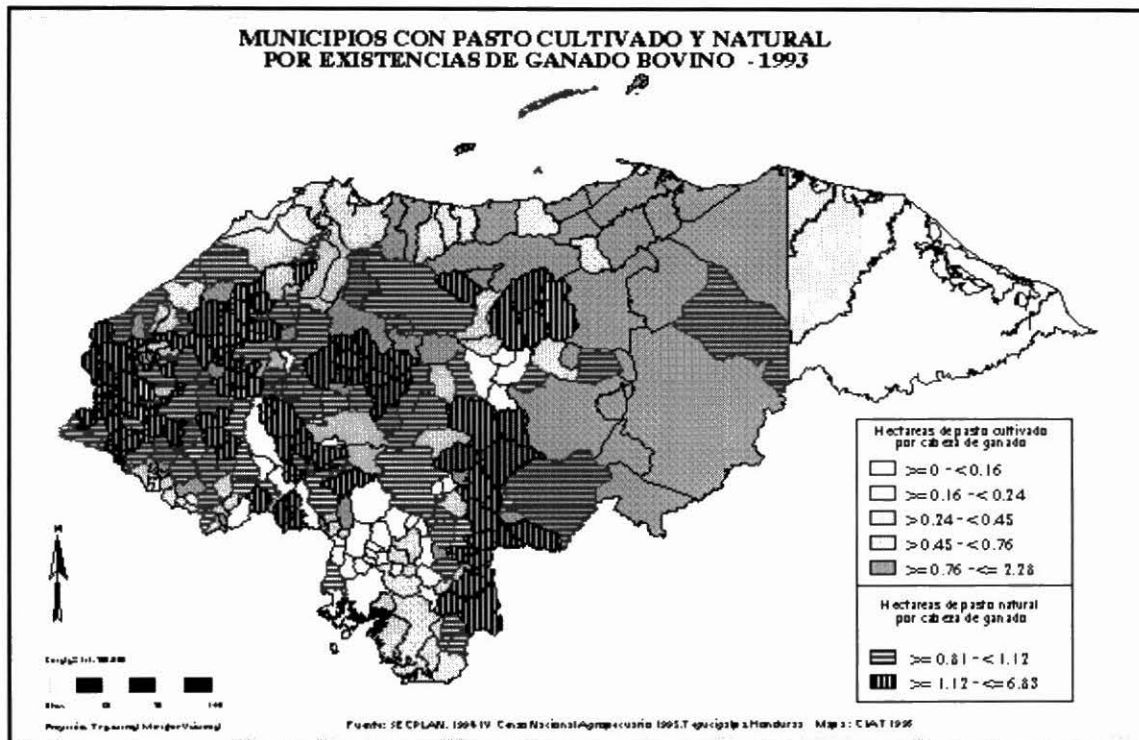 MUNICIPIOS CON PASTO CULTIVADO Y NATURAL
POR EXISTENCIAS DE GANADO BOVINO - 1993
Hectareas de pasto cultivado
por cabeza de ganado
>= 0 - < 0.16
>= 0.16 - < 0.24
> 0.24 - < 0.45
> 0.45 - < 0.76
>= 0.76 - <= 2.28
Hectareas de pasto natural
por cabeza de ganado
>= 0.81 - < 1.12
>= 1.12 - <= 6.83
N
Fuente: SECPLAN. 1994 IV Censo Nacional Agropecuario 1993. Tegucigalpa, Honduras Mapa: CIAT 1996